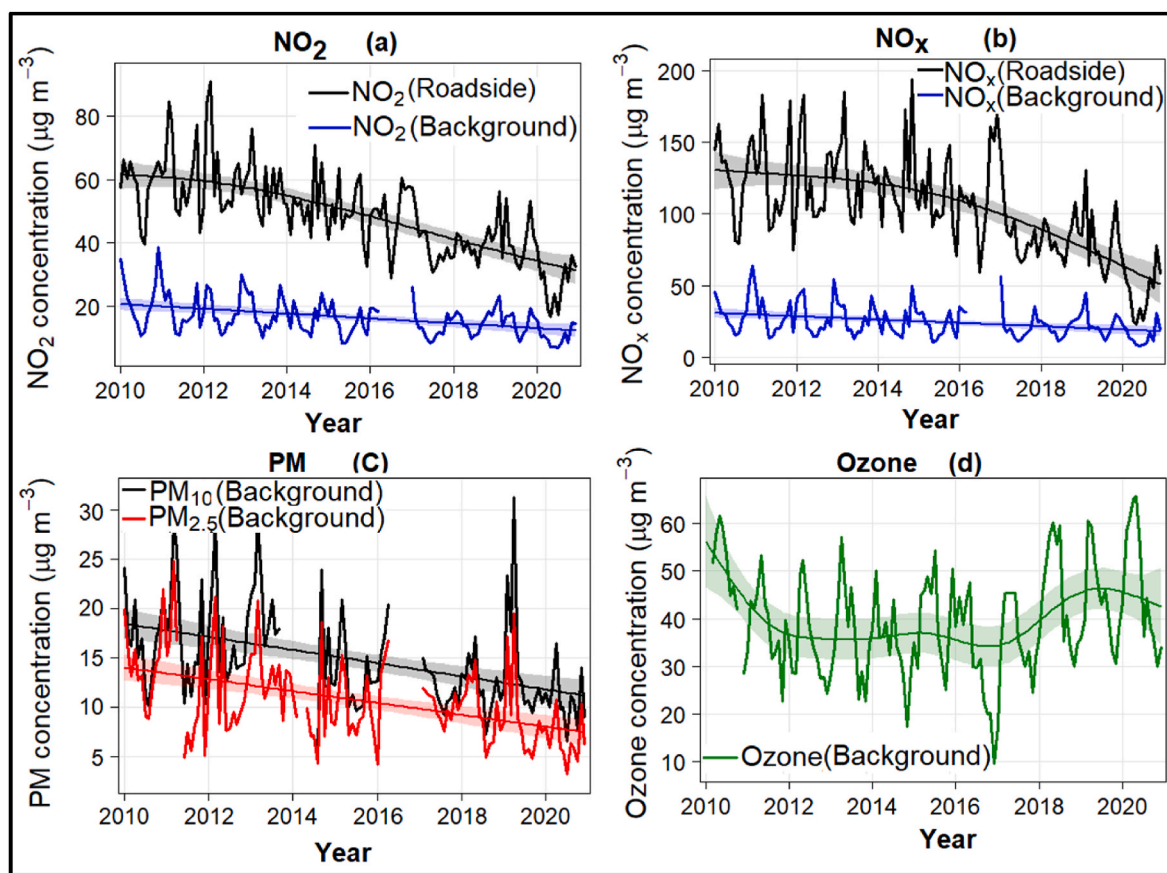 NO₂ (a)
NO₂ concentration (µg m⁻³)
NO₂(Roadside)
NO₂(Background)
80
60
40
20
2010 2012 2014 2016 2018 2020
Year
NOₓ (b)
NOₓ concentration (µg m⁻³)
NOₓ(Roadside)
NOₓ(Background)
200
150
100
50
0
2010 2012 2014 2016 2018 2020
Year
PM (C)
PM concentration (µg m⁻³)
PM₁₀(Background)
PM₂.₅(Background)
30
25
20
15
10
5
2010 2012 2014 2016 2018 2020
Year
Ozone (d)
Ozone concentration (µg m⁻³)
60
50
40
30
20
10
Ozone(Background)
2010 2012 2014 2016 2018 2020
Year